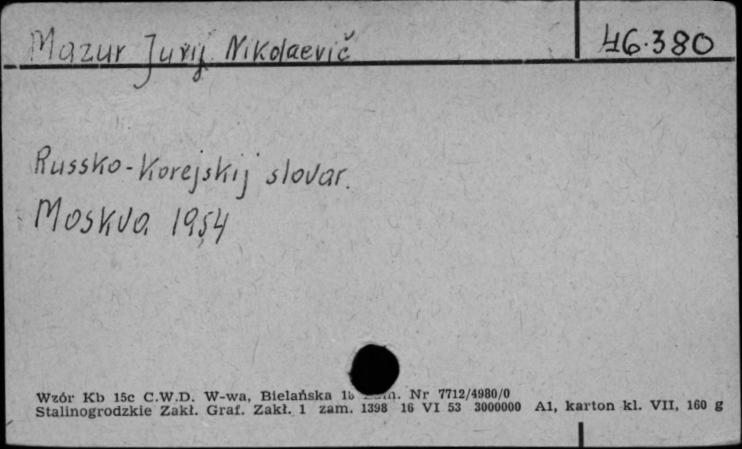 Mazur Jurij Nikolaevič
46.380
Russko-Korejskij slovar.
Moskva 1954
Wzór Kb 15c C.W.D. W-wa, Bielańska Nr 7712/4980/0
Stalinogrodzkie Zakł. Graf. Zakł. 1 zam. 1398 16 VI 53 3000000 A1, karton kl. VII, 160 g